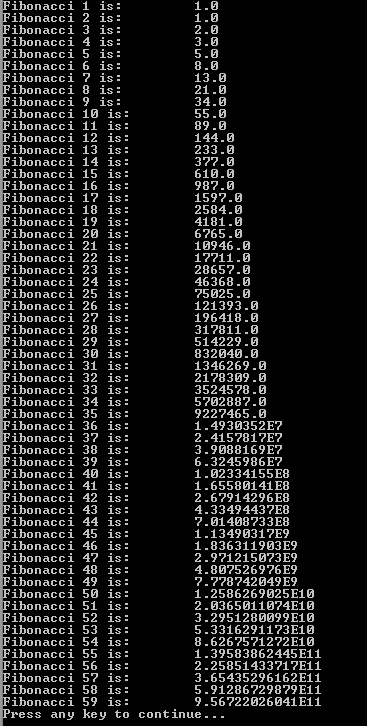 Fibonacci 1 is: 1.0
Fibonacci 2 is: 1.0
Fibonacci 3 is: 2.0
Fibonacci 4 is: 3.0
Fibonacci 5 is: 5.0
Fibonacci 6 is: 8.0
Fibonacci 7 is: 13.0
Fibonacci 8 is: 21.0
Fibonacci 9 is: 34.0
Fibonacci 10 is: 55.0
Fibonacci 11 is: 89.0
Fibonacci 12 is: 144.0
Fibonacci 13 is: 233.0
Fibonacci 14 is: 377.0
Fibonacci 15 is: 610.0
Fibonacci 16 is: 987.0
Fibonacci 17 is: 1597.0
Fibonacci 18 is: 2584.0
Fibonacci 19 is: 4181.0
Fibonacci 20 is: 6765.0
Fibonacci 21 is: 10946.0
Fibonacci 22 is: 17711.0
Fibonacci 23 is: 28657.0
Fibonacci 24 is: 46368.0
Fibonacci 25 is: 75025.0
Fibonacci 26 is: 121393.0
Fibonacci 27 is: 196418.0
Fibonacci 28 is: 317811.0
Fibonacci 29 is: 514229.0
Fibonacci 30 is: 832040.0
Fibonacci 31 is: 1346269.0
Fibonacci 32 is: 2178309.0
Fibonacci 33 is: 3524578.0
Fibonacci 34 is: 5702887.0
Fibonacci 35 is: 9227465.0
Fibonacci 36 is: 1.4930352E7
Fibonacci 37 is: 2.4157817E7
Fibonacci 38 is: 3.9088169E7
Fibonacci 39 is: 6.3245986E7
Fibonacci 40 is: 1.02334155E8
Fibonacci 41 is: 1.65580141E8
Fibonacci 42 is: 2.67914296E8
Fibonacci 43 is: 4.33494437E8
Fibonacci 44 is: 7.01408733E8
Fibonacci 45 is: 1.13490317E9
Fibonacci 46 is: 1.836311903E9
Fibonacci 47 is: 2.971215073E9
Fibonacci 48 is: 4.807526976E9
Fibonacci 49 is: 7.778742049E9
Fibonacci 50 is: 1.2586269025E10
Fibonacci 51 is: 2.0365011074E10
Fibonacci 52 is: 3.2951280099E10
Fibonacci 53 is: 5.3316291173E10
Fibonacci 54 is: 8.6267571272E10
Fibonacci 55 is: 1.39583862445E11
Fibonacci 56 is: 2.25851433717E11
Fibonacci 57 is: 3.65435296162E11
Fibonacci 58 is: 5.91286729879E11
Fibonacci 59 is: 9.56722026041E11
Press any key to continue...